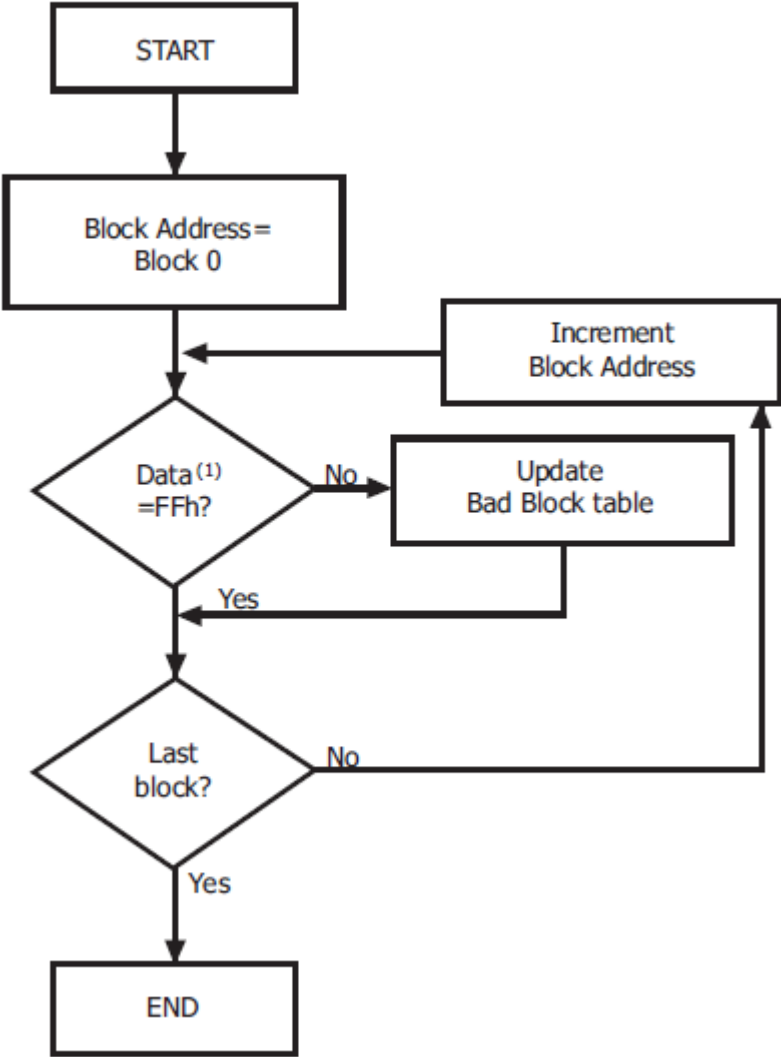 START
Block Address=
Block 0
Increment
Block Address
Data(1)
=FFh?
No
Update
Bad Block table
Yes
Last
block?
No
Yes
END